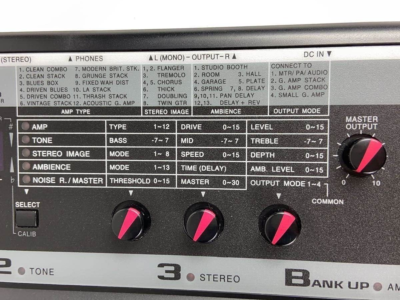 (STEREO) ▲ PHONES ▲L (MONO) - OUTPUT - R▲ DC IN ▼
1. CLEAN COMBO 7. MODERN BRIT. STK.
2. CLEAN STACK 8. GRUNGE STACK
3. BLUES BOX 9. FIXED WAH DIST
4. DRIVEN BLUES 10. LA STACK
5. DRIVEN COMBO 11. THRASH STACK
6. VINTAGE STACK 12. ACOUSTIC G. AMP
AMP TYPE
1, 2. FLANGER
3. TREMOLO
4, 5. CHORUS
6. THICK
7. DOUBLING
8. TWIN GTR
STEREO IMAGE
1. STUDIO BOOTH
2. ROOM 3. HALL
4. GARAGE 5. PLATE
6. SPRING 7, 9. DELAY
9,10,11. PAN DELAY
12,13. DELAY + REV
AMBIENCE
CONNECT TO
1. MTR/ PA/AUDIO
2. G. AMP STACK
3. G. AMP COMBO
4. SMALL G. AMP
OUTPUT MODE
AMP TYPE 1~12 DRIVE 0~15 LEVEL 0~15
TONE BASS -7~ 7 MID -7~ 7 TREBLE -7~ 7
STEREO IMAGE MODE 1~ 8 SPEED 0~15 DEPTH 0~15
AMBIENCE MODE 1~13 TIME (DELAY) AMB. LEVEL 0~15
NOISE R./ MASTER THRESHOLD 0~15 MASTER 0~30 OUTPUT MODE 1~4
COMMON
MASTER
OUTPUT
0 10
SELECT
CALIB
2 TONE 3 STEREO BANK UP AM